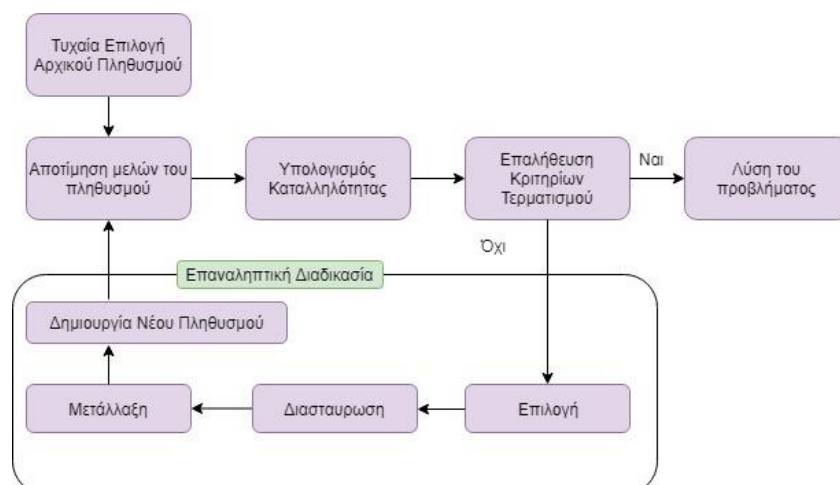 Τυχαία Επιλογή
Αρχικού Πληθυσμού
Αποτίμηση μελών του
πληθυσμού
Υπολογισμός
Καταλληλότητας
Επαλήθευση
Κριτηρίων
Τερματισμού
Ναι
Λύση του
προβλήματος
Όχι
Επαναληπτική Διαδικασία
Δημιουργία Νέου Πληθυσμού
Μετάλλαξη
Διασταυρωση
Επιλογή